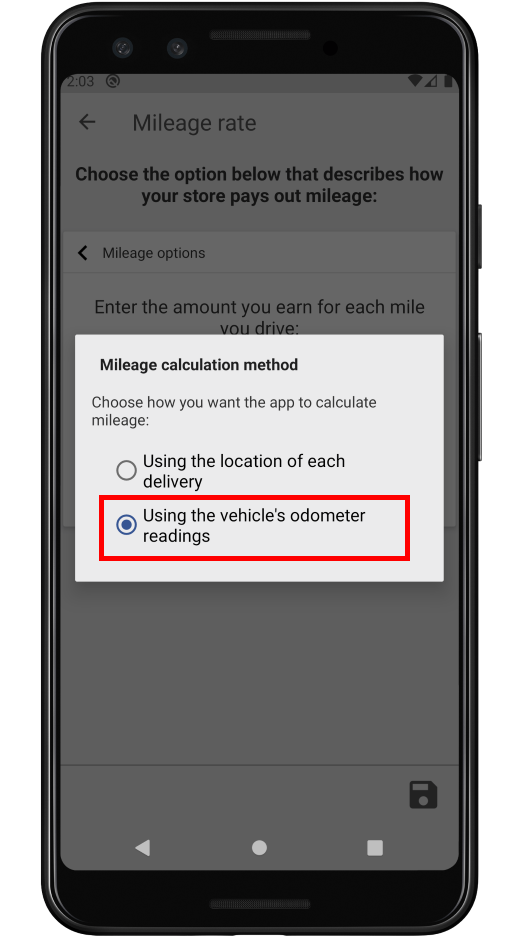 2:03
Mileage rate
Choose the option below that describes how
your store pays out mileage:
Mileage options
Enter the amount you earn for each mile
you drive:
Mileage calculation method
Choose how you want the app to calculate
mileage:
Using the location of each
delivery
Using the vehicle's odometer
readings